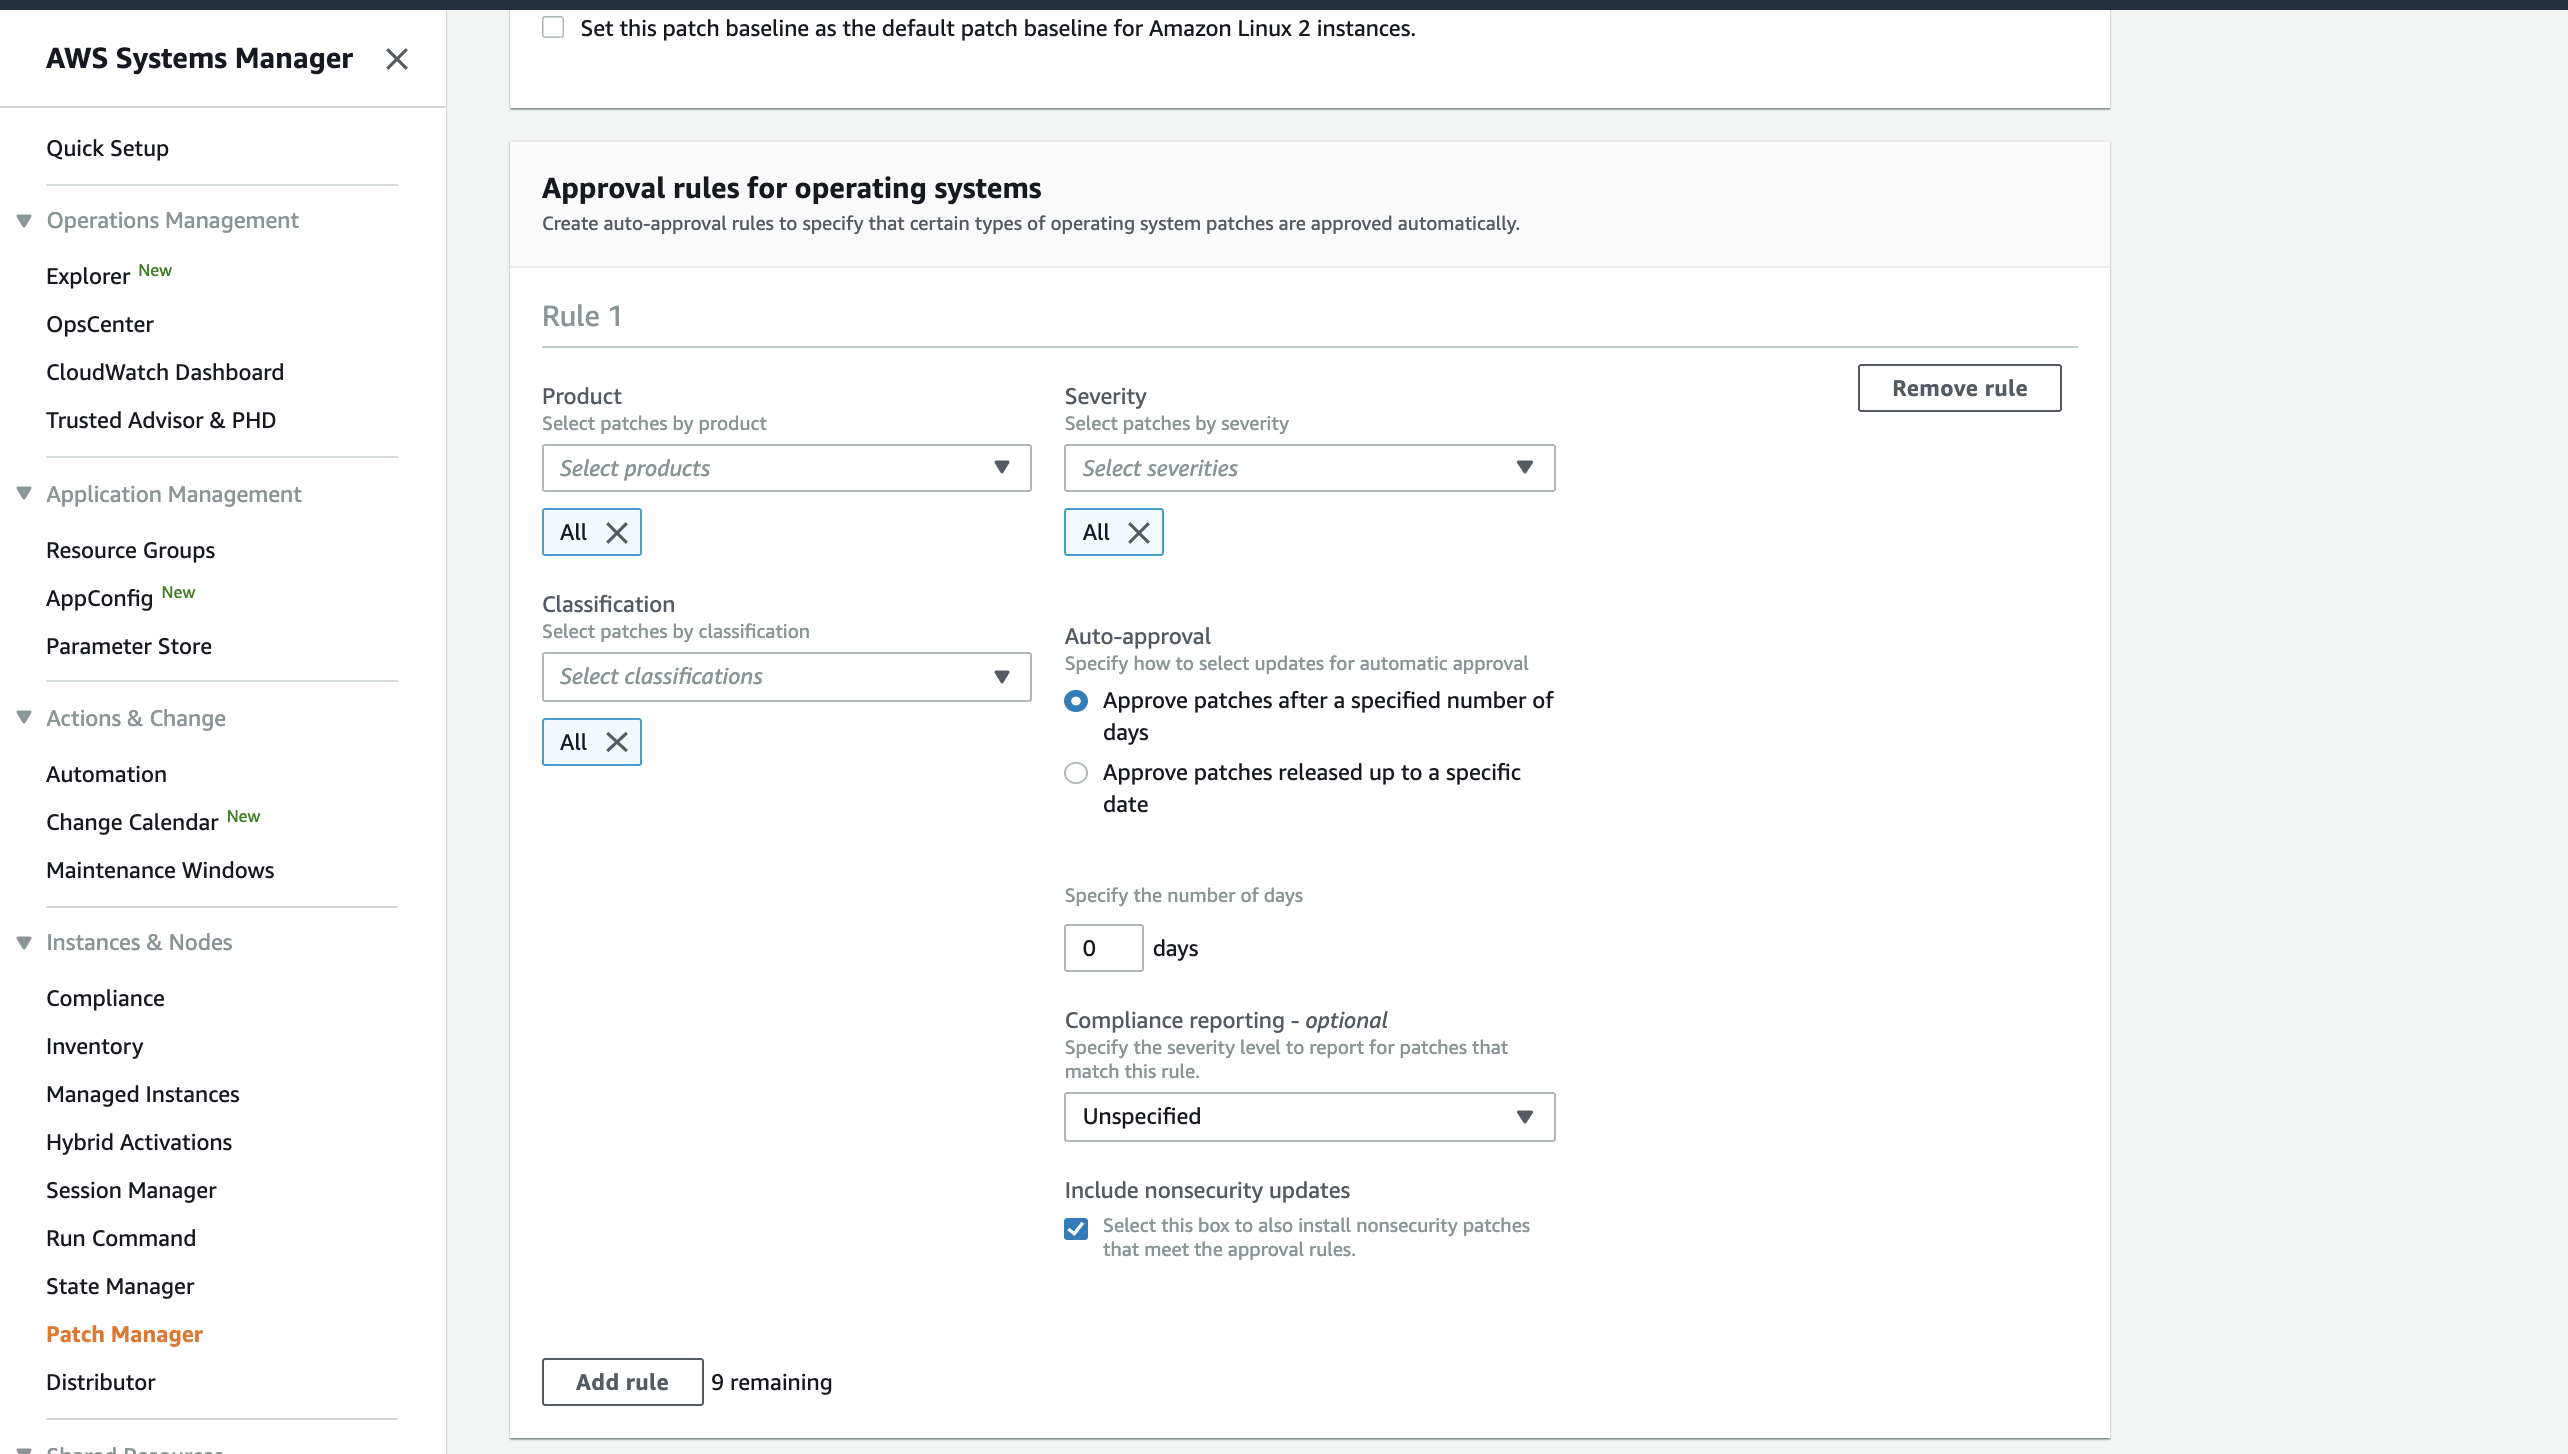 AWS Systems Manager
Quick Setup
Operations Management
Explorer New
OpsCenter
CloudWatch Dashboard
Trusted Advisor & PHD
Application Management
Resource Groups
AppConfig New
Parameter Store
Actions & Change
Automation
Change Calendar New
Maintenance Windows
Instances & Nodes
Compliance
Inventory
Managed Instances
Hybrid Activations
Session Manager
Run Command
State Manager
Patch Manager
Distributor
Shared Resources
Set this patch baseline as the default patch baseline for Amazon Linux 2 instances.
Approval rules for operating systems
Create auto-approval rules to specify that certain types of operating system patches are approved automatically.
Rule 1
Remove rule
Product
Select patches by product
Select products
All
Severity
Select patches by severity
Select severities
All
Classification
Select patches by classification
Select classifications
All
Auto-approval
Specify how to select updates for automatic approval
Approve patches after a specified number of
days
Approve patches released up to a specific
date
Specify the number of days
0 days
Compliance reporting - optional
Specify the severity level to report for patches that
match this rule.
Unspecified
Include nonsecurity updates
Select this box to also install nonsecurity patches
that meet the approval rules.
Add rule 9 remaining